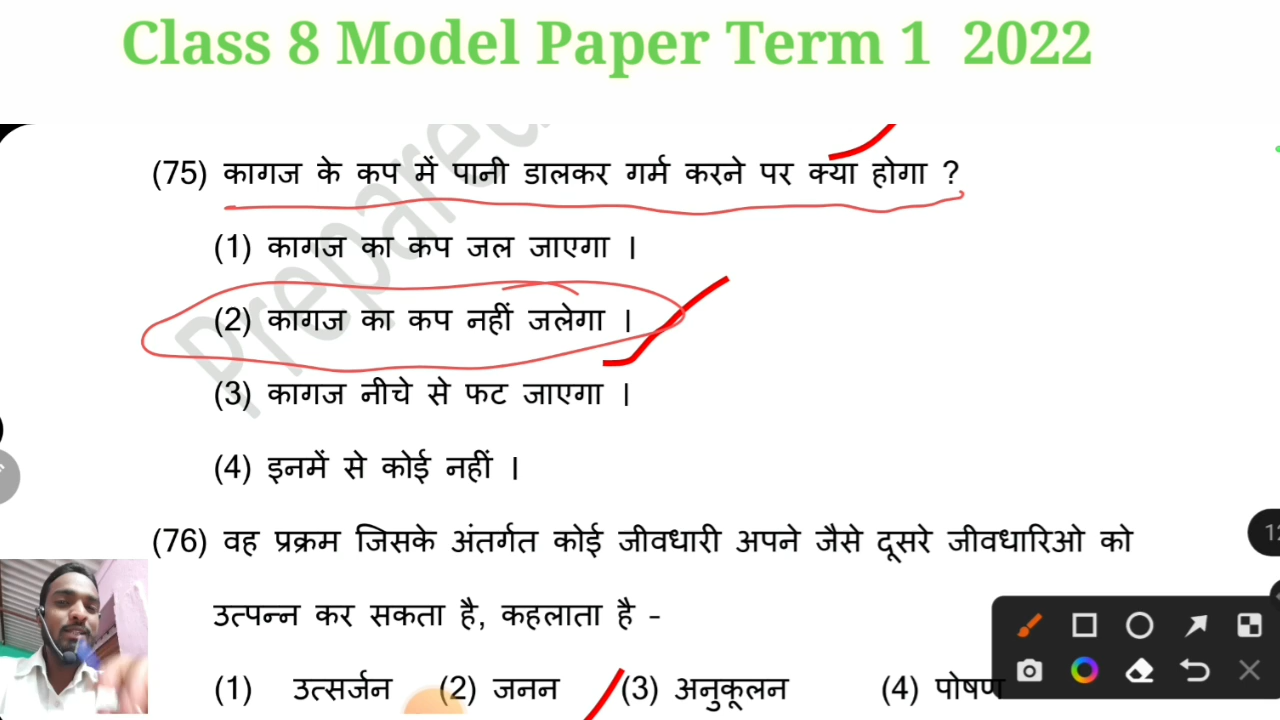 Class 8 Model Paper Term 1 2022
Prepared
(75) कागज के कप में पानी डालकर गर्म करने पर क्या होगा ?
(1) कागज का कप जल जाएगा ।
(2) कागज का कप नहीं जलेगा ।
(3) कागज नीचे से फट जाएगा ।
(4) इनमें से कोई नहीं ।
(76) वह प्रक्रम जिसके अंतर्गत कोई जीवधारी अपने जैसे दूसरे जीवधारिओ को
उत्पन्न कर सकता है, कहलाता है -
(1) उत्सर्जन (2) जनन (3) अनुकूलन (4) पोषण